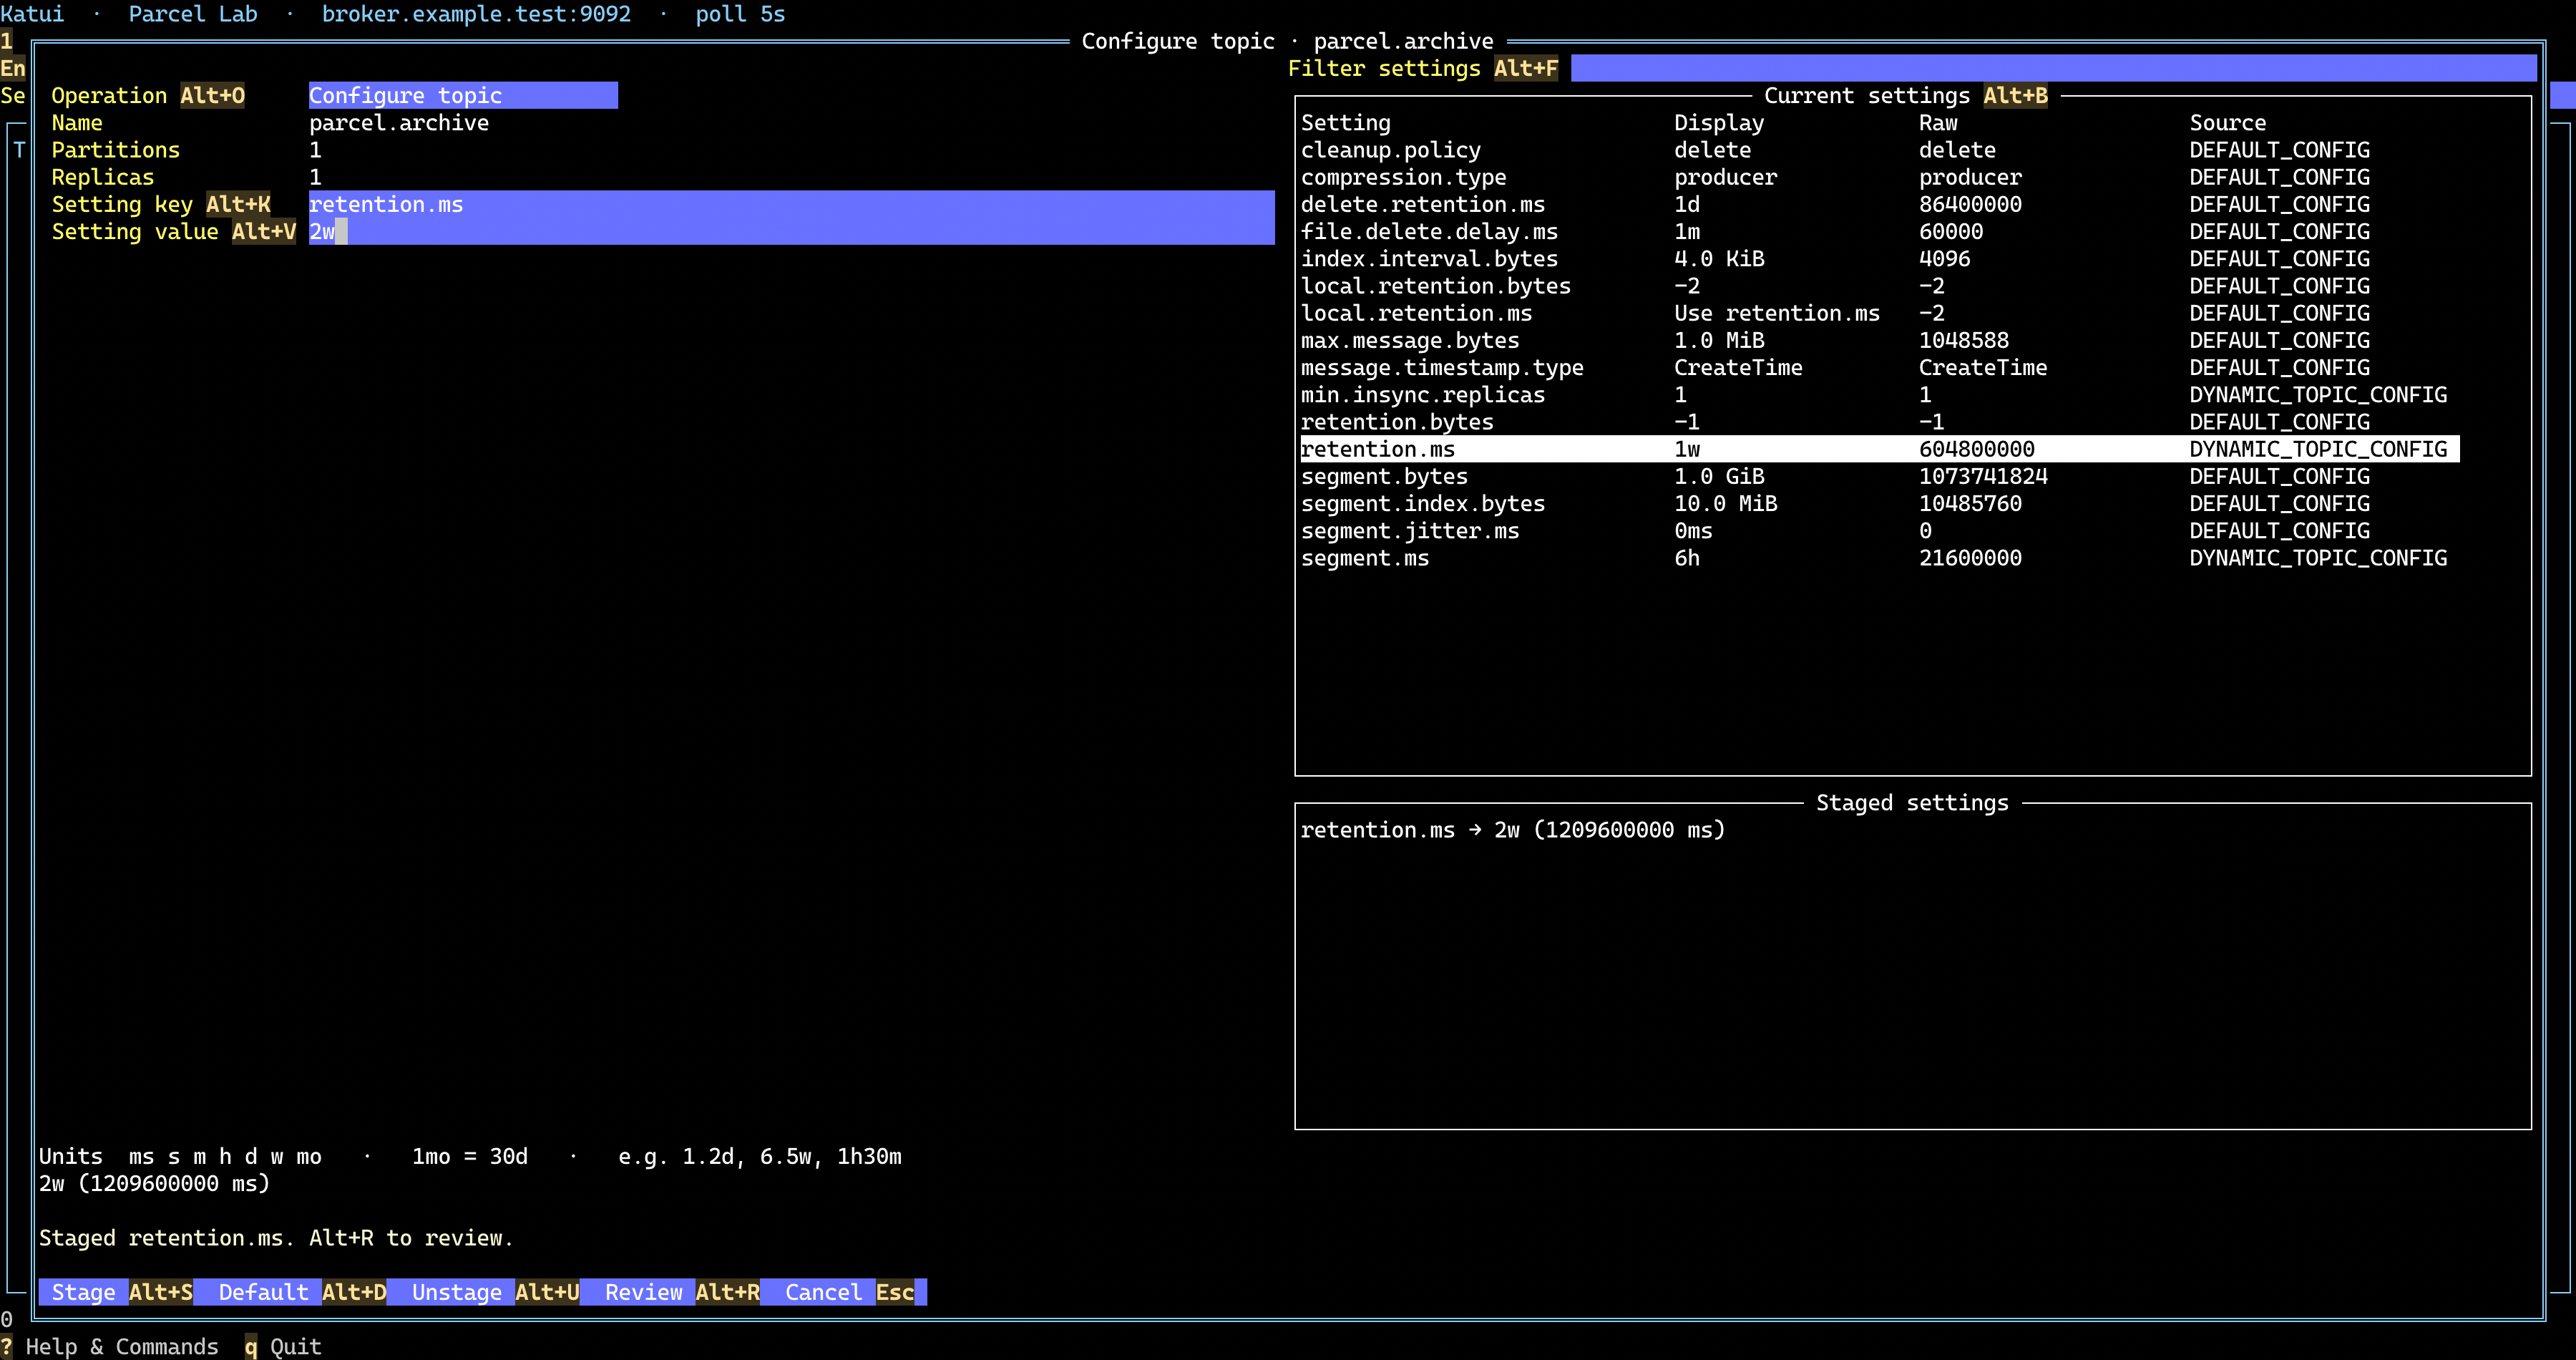 Katui · Parcel Lab · broker.example.test:9092 · poll 5s
1
Configure topic · parcel.archive
En
Filter settings Alt+F
Se
Operation Alt+O Configure topic
Current settings Alt+B
Name parcel.archive
Setting Display Raw Source
T
Partitions 1
cleanup.policy delete delete DEFAULT_CONFIG
Replicas 1
compression.type producer producer DEFAULT_CONFIG
Setting key Alt+K retention.ms
delete.retention.ms 1d 86400000 DEFAULT_CONFIG
Setting value Alt+V 2w
file.delete.delay.ms 1m 60000 DEFAULT_CONFIG
index.interval.bytes 4.0 KiB 4096 DEFAULT_CONFIG
local.retention.bytes -2 -2 DEFAULT_CONFIG
local.retention.ms Use retention.ms -2 DEFAULT_CONFIG
max.message.bytes 1.0 MiB 1048588 DEFAULT_CONFIG
message.timestamp.type CreateTime CreateTime DEFAULT_CONFIG
min.insync.replicas 1 1 DYNAMIC_TOPIC_CONFIG
retention.bytes -1 -1 DEFAULT_CONFIG
retention.ms 1w 604800000 DYNAMIC_TOPIC_CONFIG
segment.bytes 1.0 GiB 1073741824 DEFAULT_CONFIG
segment.index.bytes 10.0 MiB 10485760 DEFAULT_CONFIG
segment.jitter.ms 0ms 0 DEFAULT_CONFIG
segment.ms 6h 21600000 DYNAMIC_TOPIC_CONFIG
Staged settings
retention.ms → 2w (1209600000 ms)
Units ms s m h d w mo · 1mo = 30d · e.g. 1.2d, 6.5w, 1h30m
2w (1209600000 ms)
Staged retention.ms. Alt+R to review.
Stage Alt+S Default Alt+D Unstage Alt+U Review Alt+R Cancel Esc
0
? Help & Commands q Quit